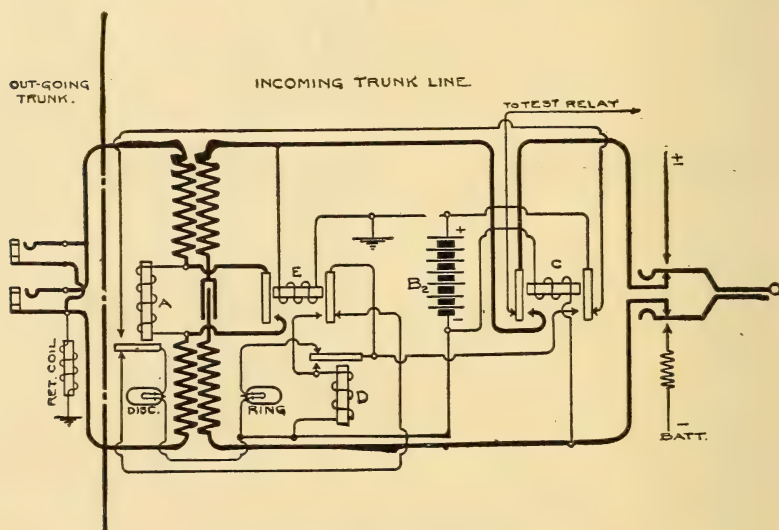 OUT-GOING
TRUNK.
INCOMING TRUNK LINE
TO TEST RELAY
±
+
E
A
B2
C
-
RET. COIL
DISC.
RING
D
-
BATT.